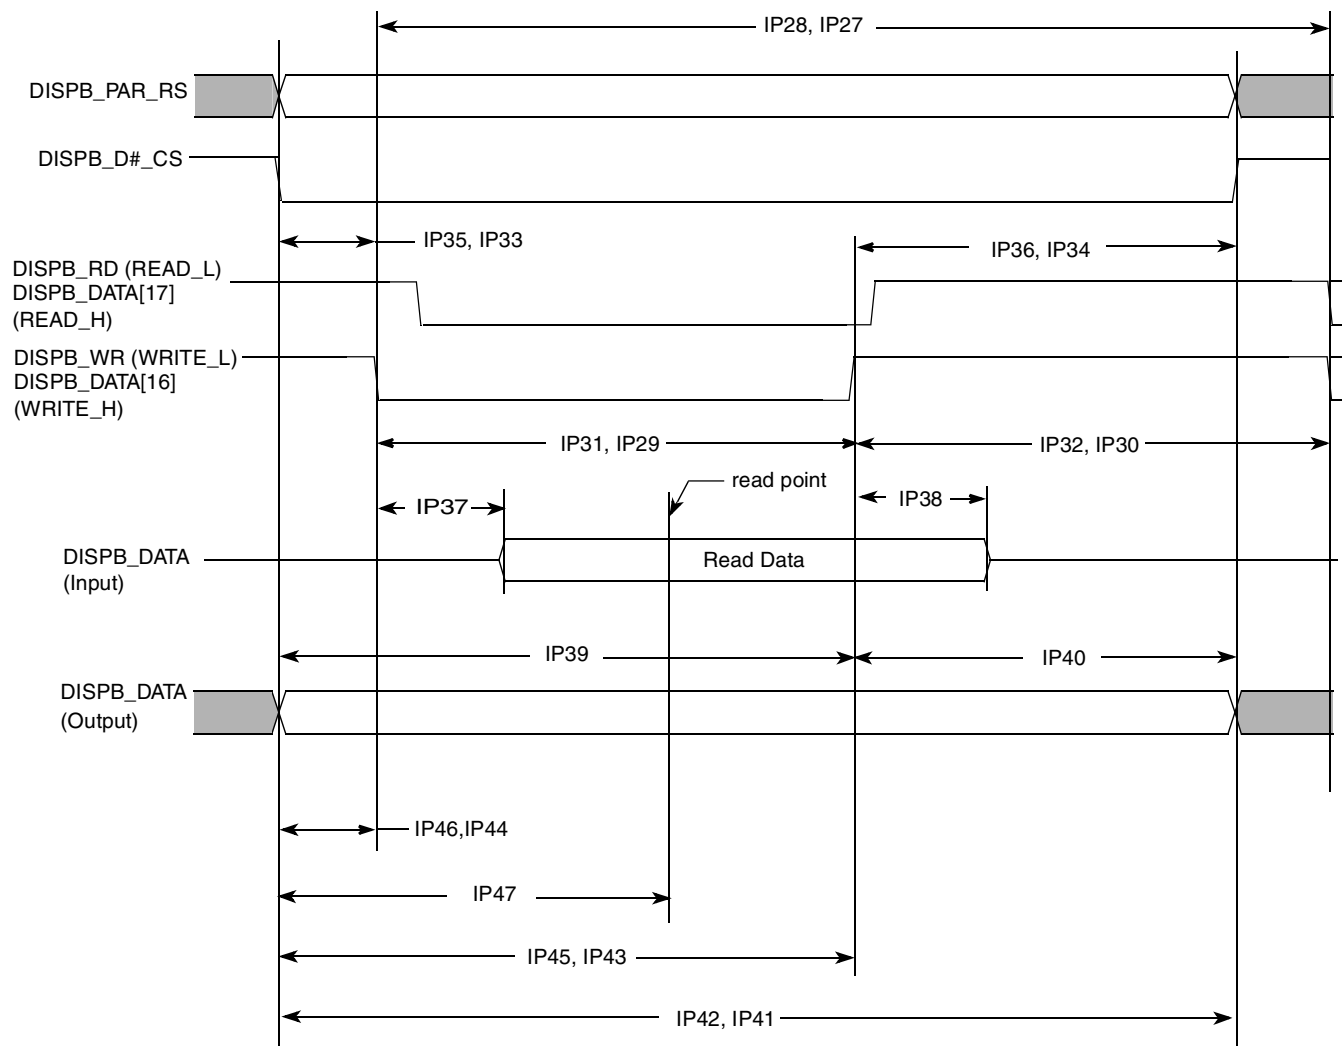 IP28, IP27
DISPB_PAR_RS
DISPB_D#_CS
IP35, IP33
IP36, IP34
DISPB_RD (READ_L)
DISPB_DATA[17]
(READ_H)
DISPB_WR (WRITE_L)
DISPB_DATA[16]
(WRITE_H)
IP31, IP29
IP32, IP30
read point
IP37
IP38
DISPB_DATA
(Input)
Read Data
IP39
IP40
DISPB_DATA
(Output)
IP46,IP44
IP47
IP45, IP43
IP42, IP41